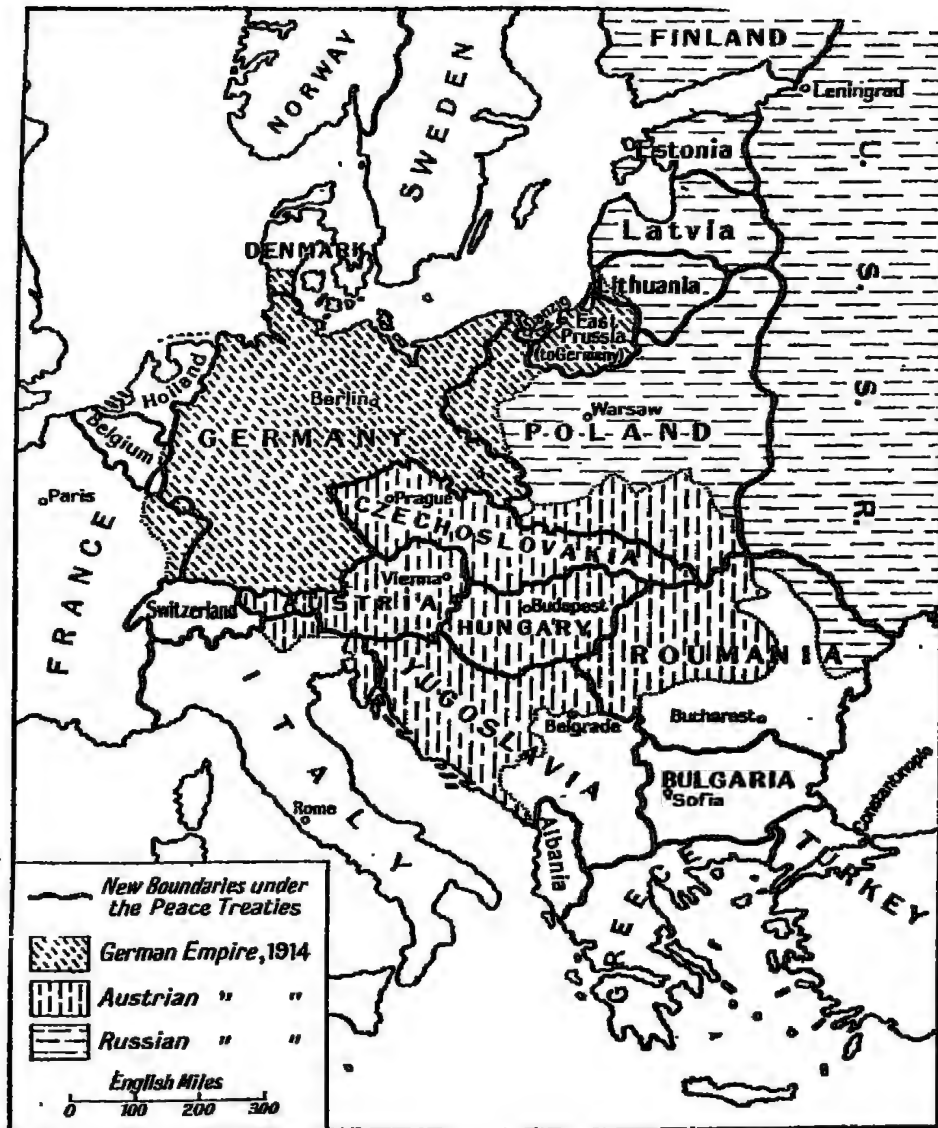 FINLAND
NORWAY
SWEDEN
Leningrad
Estonia
U. S. S. R.
Latvia
DENMARK
Lithuania
Danzig
East
Prussia
(to Germany)
Holland
Berlin
Warsaw
Belgium
GERMANY
POLAND
Paris
Prague
CZECHOSLOVAKIA
FRANCE
Vienna
Switzerland
AUSTRIA
Budapest
HUNGARY
ROUMANIA
ITALY
YUGOSLAVIA
Belgrade
Bucharest
BULGARIA
Sofia
Constantinople
Rome
Albania
TURKEY
GREECE
New Boundaries under
the Peace Treaties
German Empire, 1914
Austrian " "
Russian " "
English Miles
0 100 200 300